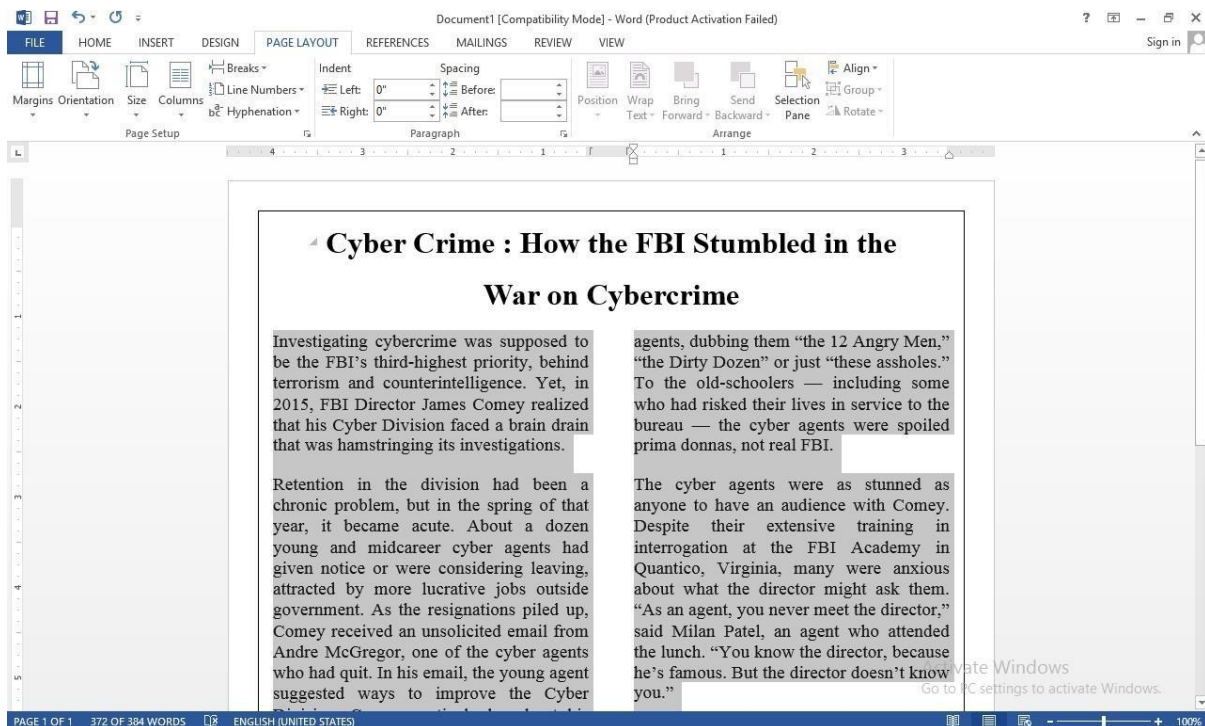 Document1 [Compatibility Mode] - Word (Product Activation Failed)
FILE HOME INSERT DESIGN PAGE LAYOUT REFERENCES MAILINGS REVIEW VIEW Sign in
Margins Orientation Size Columns
Breaks
Line Numbers
Hyphenation
Page Setup
Indent Spacing
Left: 0" Before:
Right: 0" After:
Paragraph
Position Wrap Text Bring Forward Send Backward Selection Pane
Align
Group
Rotate
Arrange
4 3 2 1 1 2 3
1
2
3
4
5
Cyber Crime : How the FBI Stumbled in the
War on Cybercrime
Investigating cybercrime was supposed to
be the FBI’s third-highest priority, behind
terrorism and counterintelligence. Yet, in
2015, FBI Director James Comey realized
that his Cyber Division faced a brain drain
that was hamstringing its investigations.
Retention in the division had been a
chronic problem, but in the spring of that
year, it became acute. About a dozen
young and midcareer cyber agents had
given notice or were considering leaving,
attracted by more lucrative jobs outside
government. As the resignations piled up,
Comey received an unsolicited email from
Andre McGregor, one of the cyber agents
who had quit. In his email, the young agent
suggested ways to improve the Cyber
agents, dubbing them “the 12 Angry Men,”
“the Dirty Dozen” or just “these assholes.”
To the old-schoolers — including some
who had risked their lives in service to the
bureau — the cyber agents were spoiled
prima donnas, not real FBI.
The cyber agents were as stunned as
anyone to have an audience with Comey.
Despite their extensive training in
interrogation at the FBI Academy in
Quantico, Virginia, many were anxious
about what the director might ask them.
“As an agent, you never meet the director,”
said Milan Patel, an agent who attended
the lunch. “You know the director, because
he’s famous. But the director doesn’t know
you.”
Activate Windows
Go to PC settings to activate Windows.
PAGE 1 OF 1 372 OF 384 WORDS ENGLISH (UNITED STATES) 100%